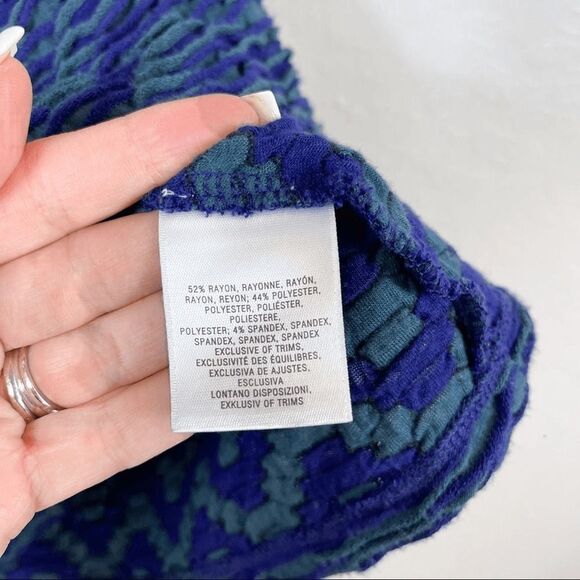 52% RAYON, RAYONNE, RAYÓN,
RAYON, REYON; 44% POLYESTER,
POLYESTER, POLIÉSTER,
POLIESTERE,
POLYESTER; 4% SPANDEX, SPANDEX,
SPANDEX, SPANDEX, SPANDEX
EXCLUSIVE OF TRIMS,
EXCLUSIVITÉ DES ÉQUILIBRES,
EXCLUSIVA DE AJUSTES,
ESCLUSIVA
LONTANO DISPOSIZIONI,
EXKLUSIV OF TRIMS